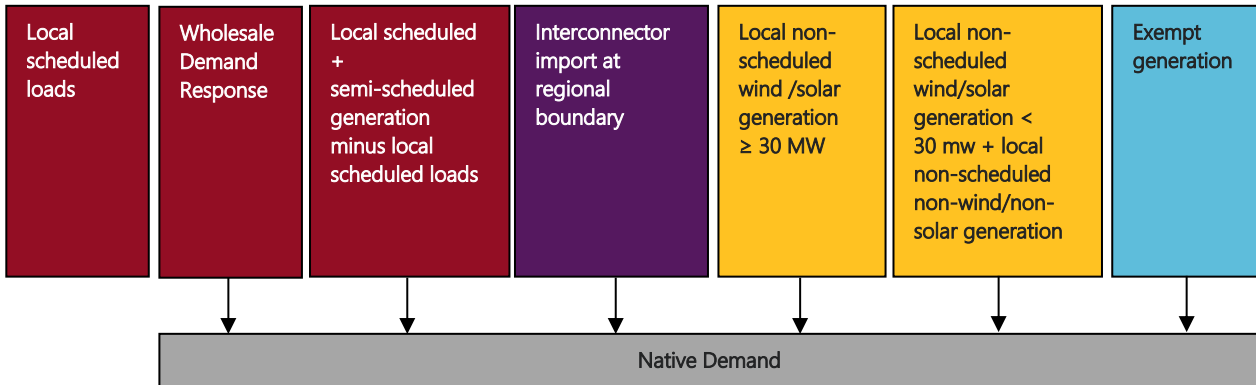 Local
scheduled
loads
Wholesale
Demand
Response
Local scheduled
+
semi-scheduled
generation
minus local
scheduled loads
Interconnector
import at
regional
boundary
Local non-
scheduled
wind /solar
generation
≥ 30 MW
Local non-
scheduled
wind/solar
generation <
30 mw + local
non-scheduled
non-wind/non-
solar generation
Exempt
generation
Native Demand